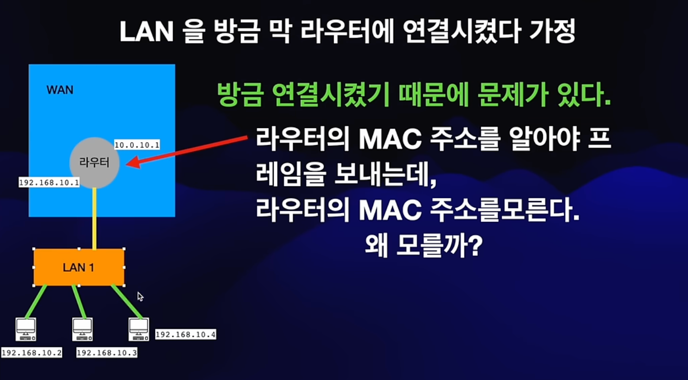 LAN 을 방금 막 라우터에 연결시켰다 가정
방금 연결시켰기 때문에 문제가 있다.
라우터의 MAC 주소를 알아야 프
레임을 보내는데,
라우터의 MAC 주소를모른다.
왜 모를까?
WAN
10.0.10.1
라우터
192.168.10.1
LAN 1
192.168.10.4
192.168.10.2
192.168.10.3